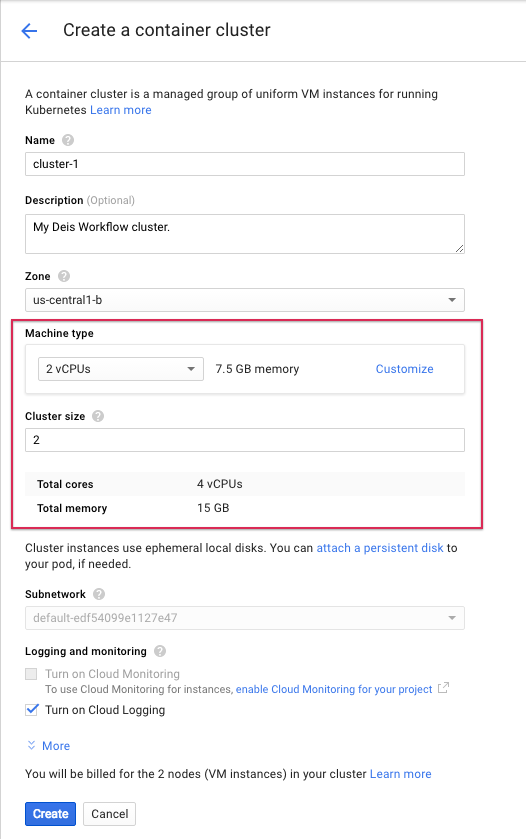 Create a container cluster
A container cluster is a managed group of uniform VM instances for running
Kubernetes Learn more
Name ?
cluster-1
Description (Optional)
My Deis Workflow cluster.
Zone ?
us-central1-b
Machine type
2 vCPUs 7.5 GB memory Customize
Cluster size ?
2
Total cores 4 vCPUs
Total memory 15 GB
Cluster instances use ephemeral local disks. You can attach a persistent disk to
your pod, if needed.
Subnetwork ?
default-edf54099e1127e47
Logging and monitoring ?
Turn on Cloud Monitoring
To use Cloud Monitoring for instances, enable Cloud Monitoring for your project
Turn on Cloud Logging
More
You will be billed for the 2 nodes (VM instances) in your cluster Learn more
Create Cancel